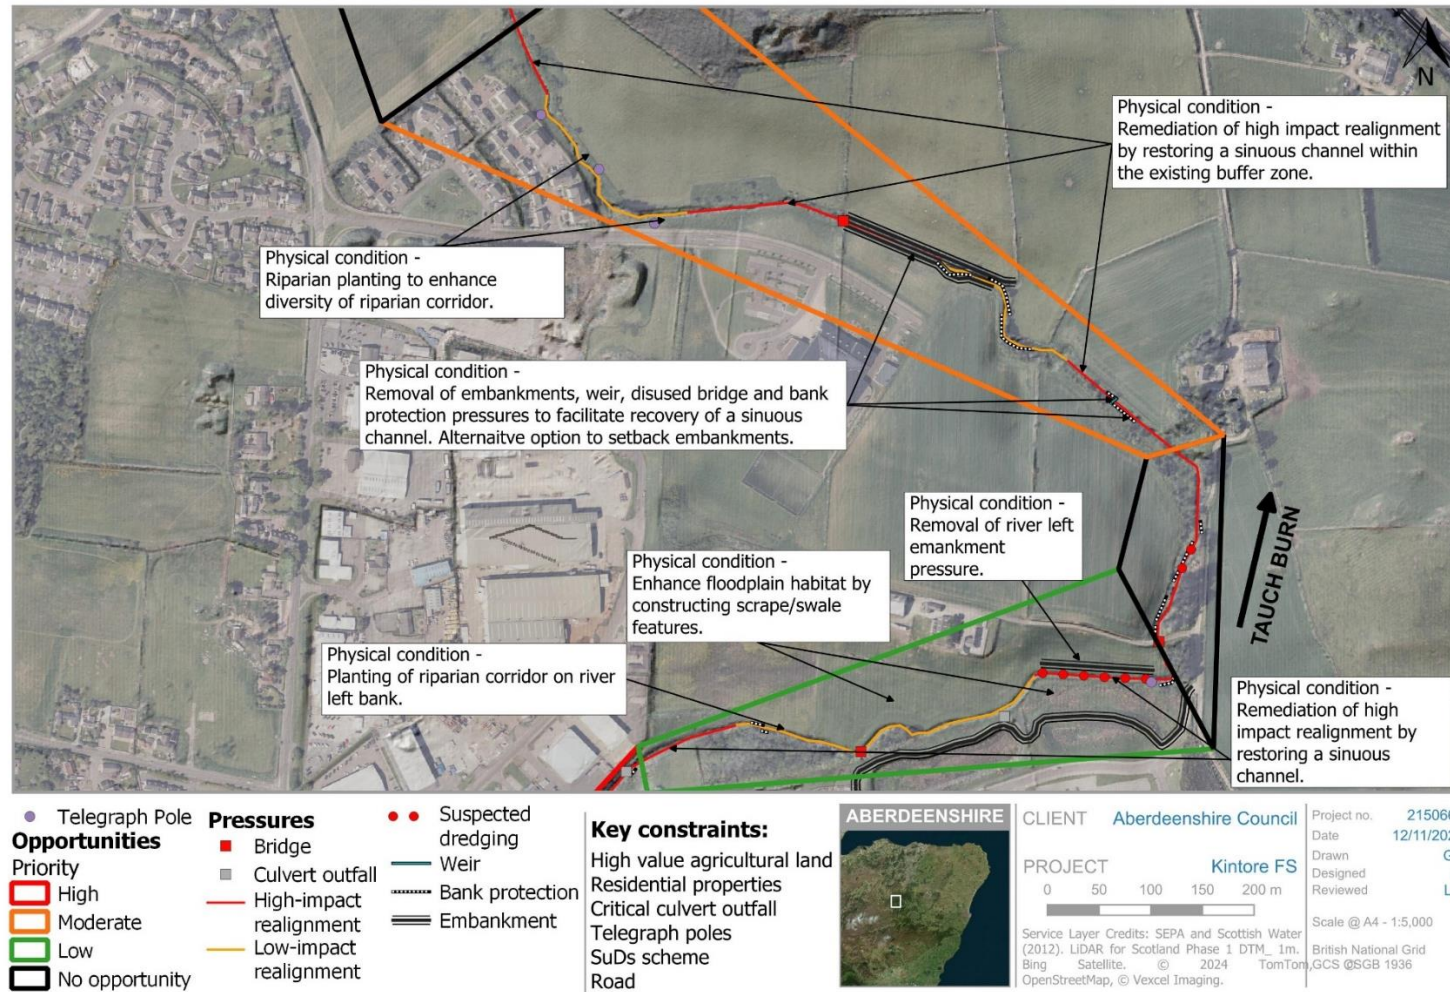 N
Physical condition -
Remediation of high impact realignment
by restoring a sinuous channel within
the existing buffer zone.
Physical condition -
Riparian planting to enhance
diversity of riparian corridor.
Physical condition -
Removal of embankments, weir, disused bridge and bank
protection pressures to facilitate recovery of a sinuous
channel. Alternaitve option to setback embankments.
Physical condition -
Removal of river left
emankment
pressure.
TAUCH BURN
Physical condition -
Enhance floodplain habitat by
constructing scrape/swale
features.
Physical condition -
Planting of riparian corridor on river
left bank.
Physical condition -
Remediation of high
impact realignment by
restoring a sinuous
channel.
Telegraph Pole
Opportunities
Priority
High
Moderate
Low
No opportunity
Pressures
Bridge
Culvert outfall
High-impact
realignment
Low-impact
realignment
Suspected
dredging
Weir
Bank protection
Embankment
Key constraints:
High value agricultural land
Residential properties
Critical culvert outfall
Telegraph poles
SuDs scheme
Road
ABERDEENSHIRE
CLIENT Aberdeenshire Council
PROJECT Kintore FS
0 50 100 150 200 m
Service Layer Credits: SEPA and Scottish Water
(2012). LiDAR for Scotland Phase 1 DTM_ 1m.
Bing Satellite. © 2024 TomTom,
OpenStreetMap, © Vexcel Imaging.
Project no. 215066
Date 12/11/202
Drawn G
Designed
Reviewed L
Scale @ A4 - 1:5,000
British National Grid
GCS OSGB 1936